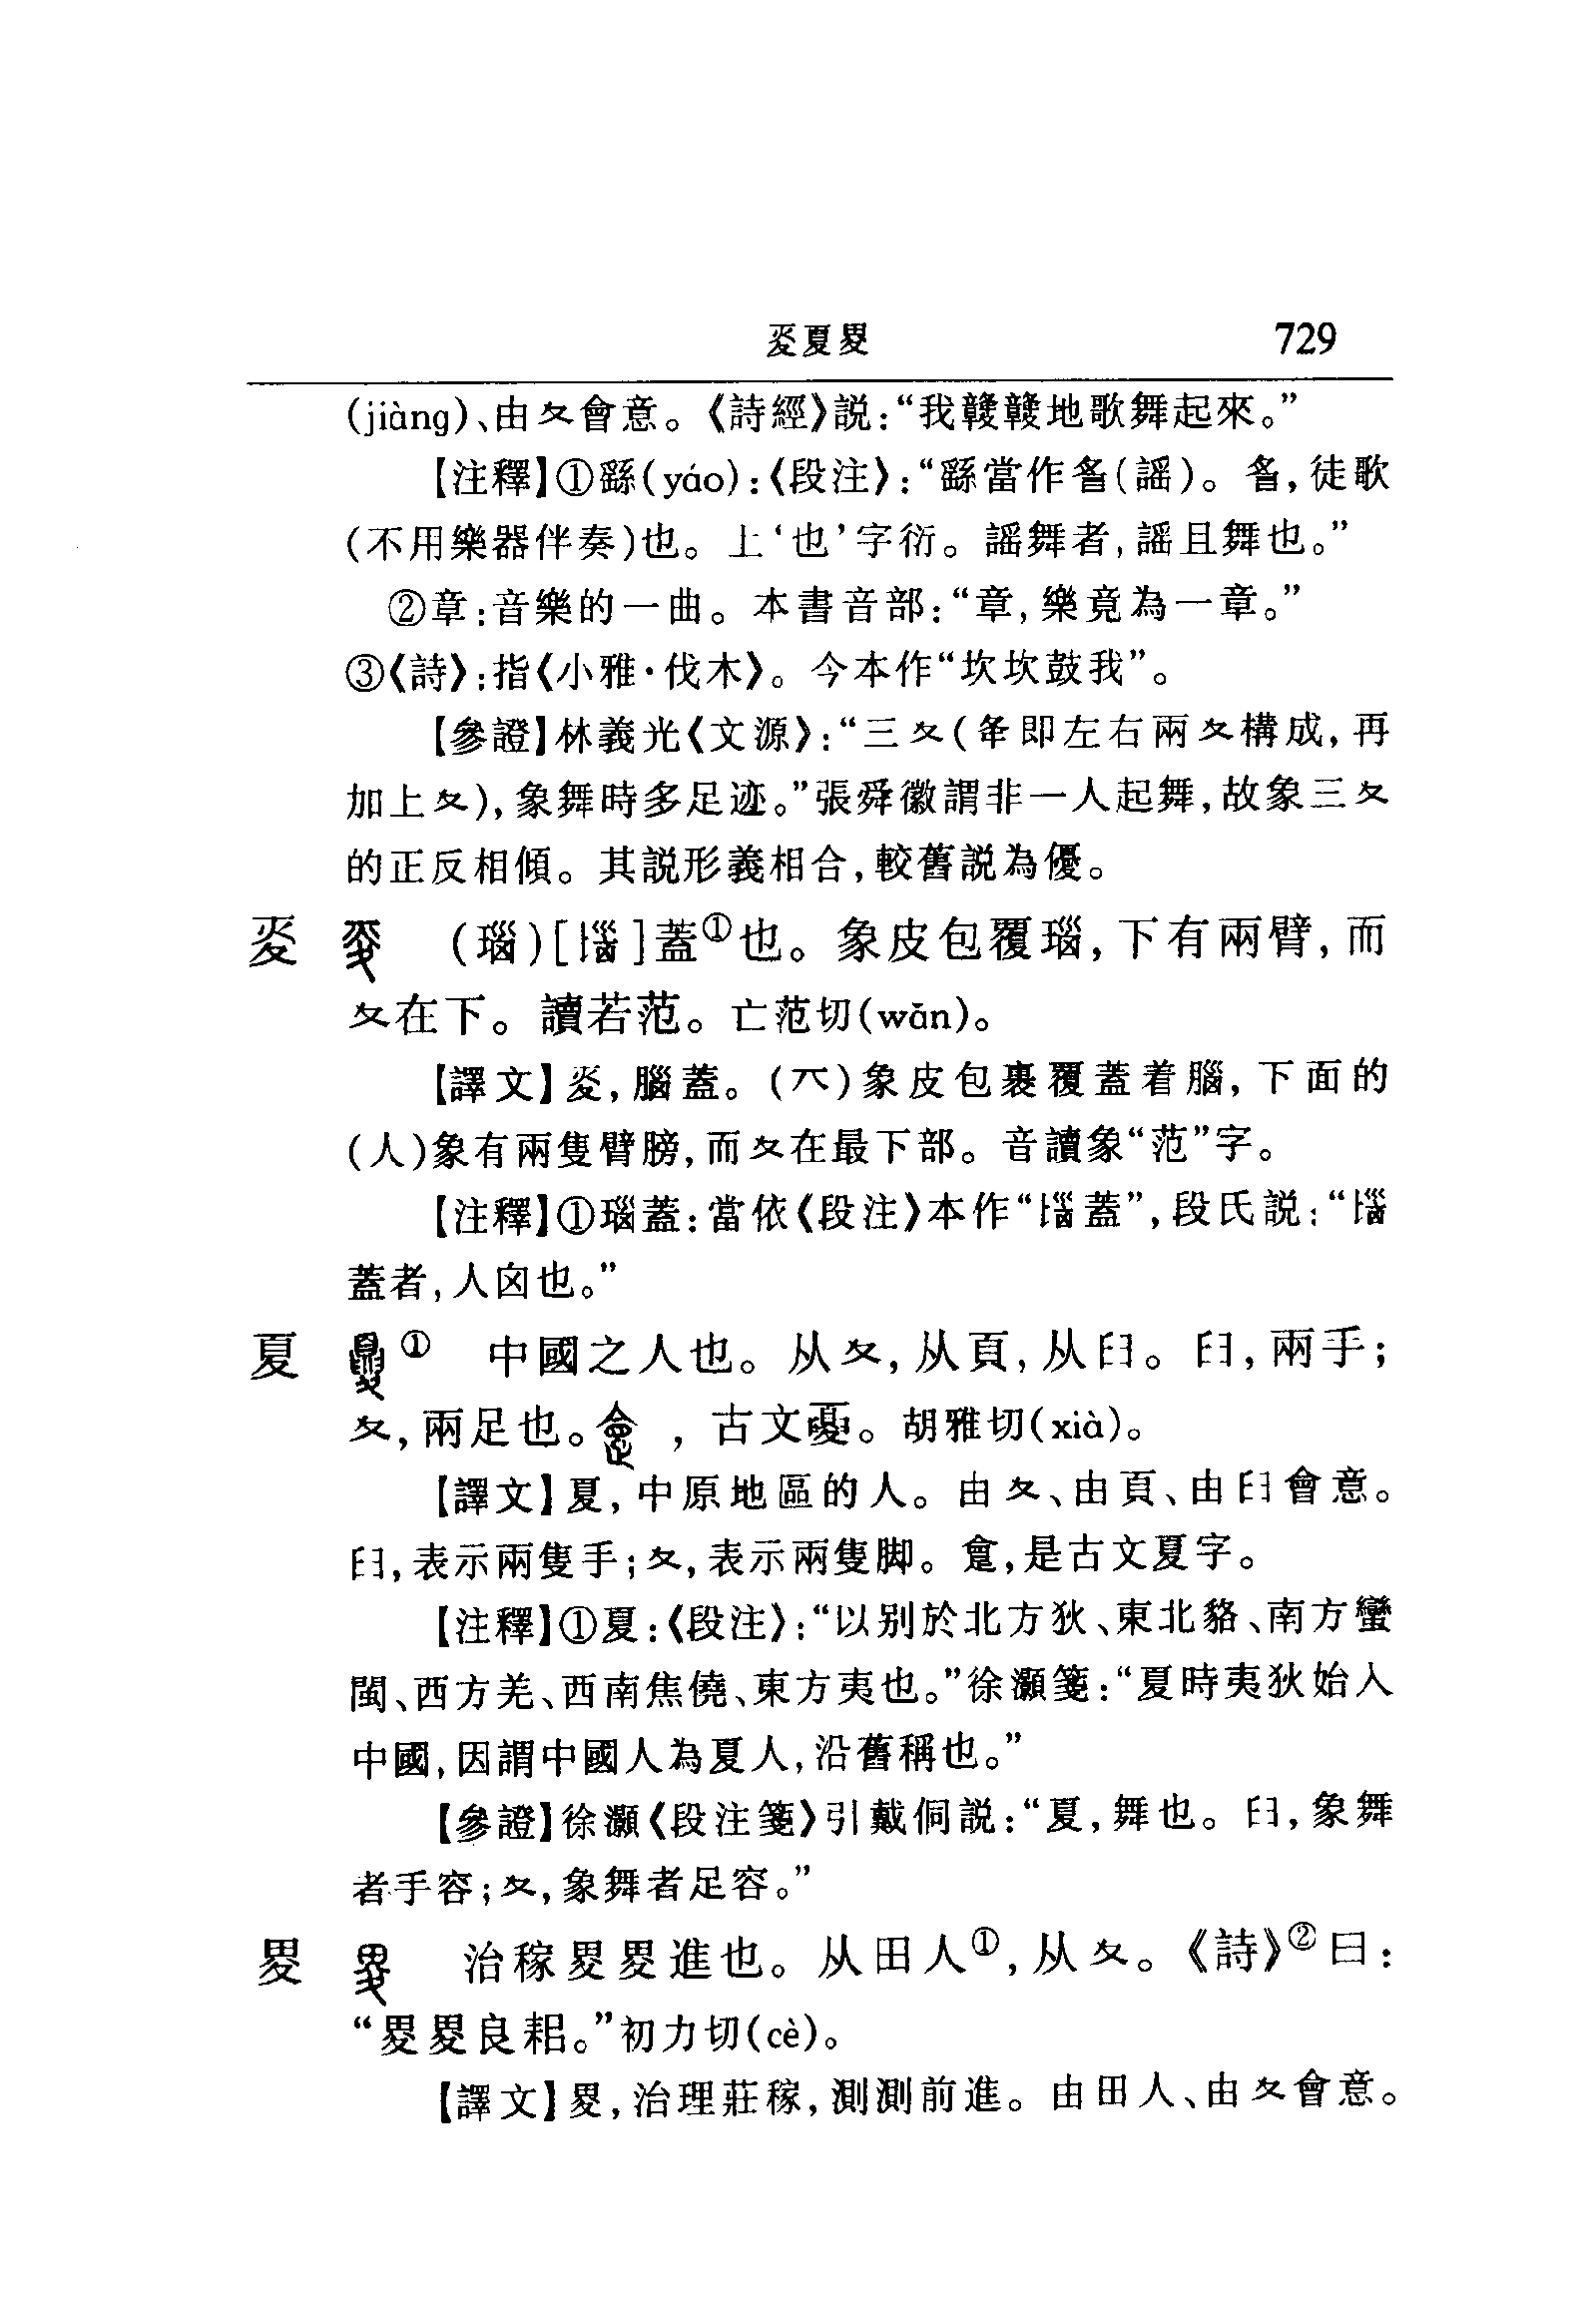 㚇夏畟 729
(jiàng)、由夊會意。《詩經》説:“我竷竷地歌舞起來。”
【注釋】①繇(yáo):《段注》:“繇當作䚻(謡)。䚻,徒歌
(不用樂器伴奏)也。上‘也’字衍。謡舞者,謡且舞也。”
②章:音樂的一曲。本書音部:“章,樂竟為一章。”
③《詩》:指《小雅·伐木》。今本作“坎坎鼓我”。
【參證】林義光《文源》:“三夊(夅即左右兩夊構成,再
加上夊),象舞時多足迹。”張舜徽謂非一人起舞,故象三夊
的正反相傾。其説形義相合,較舊説為優。
(瑙)[𡿺]蓋①也。象皮包覆瑙,下有兩臂,而
夊在下。讀若范。亡范切(wǎn)。
【譯文】,腦蓋。()象皮包裹覆蓋着腦,下面的
(人)象有兩隻臂膀,而夊在最下部。音讀象“范”字。
【注釋】①瑙蓋:當依《段注》本作“𡿺蓋”,段氏説:“𡿺
蓋者,人囟也。”
夏 ① 中國之人也。从夊,从頁,从𦥑。𦥑,兩手;
夊,兩足也。,古文夓。胡雅切(xià)。
【譯文】夏,中原地區的人。由夊、由頁、由𦥑會意。
𦥑,表示兩隻手;夊,表示兩隻脚。,是古文夏字。
【注釋】①夏:《段注》:“以别於北方狄、東北貉、南方蠻
閩、西方羌、西南焦僥、東方夷也。”徐灝箋:“夏時夷狄始入
中國,因謂中國人為夏人,沿舊稱也。”
【參證】徐灝《段注箋》引戴侗説:“夏,舞也。𦥑,象舞
者手容;夊,象舞者足容。”
畟 治稼畟畟進也。从田人①,从夊。《詩》②曰:
“畟畟良耜。”初力切(cè)。
【譯文】畟,治理莊稼,測測前進。由田人、由夊會意。